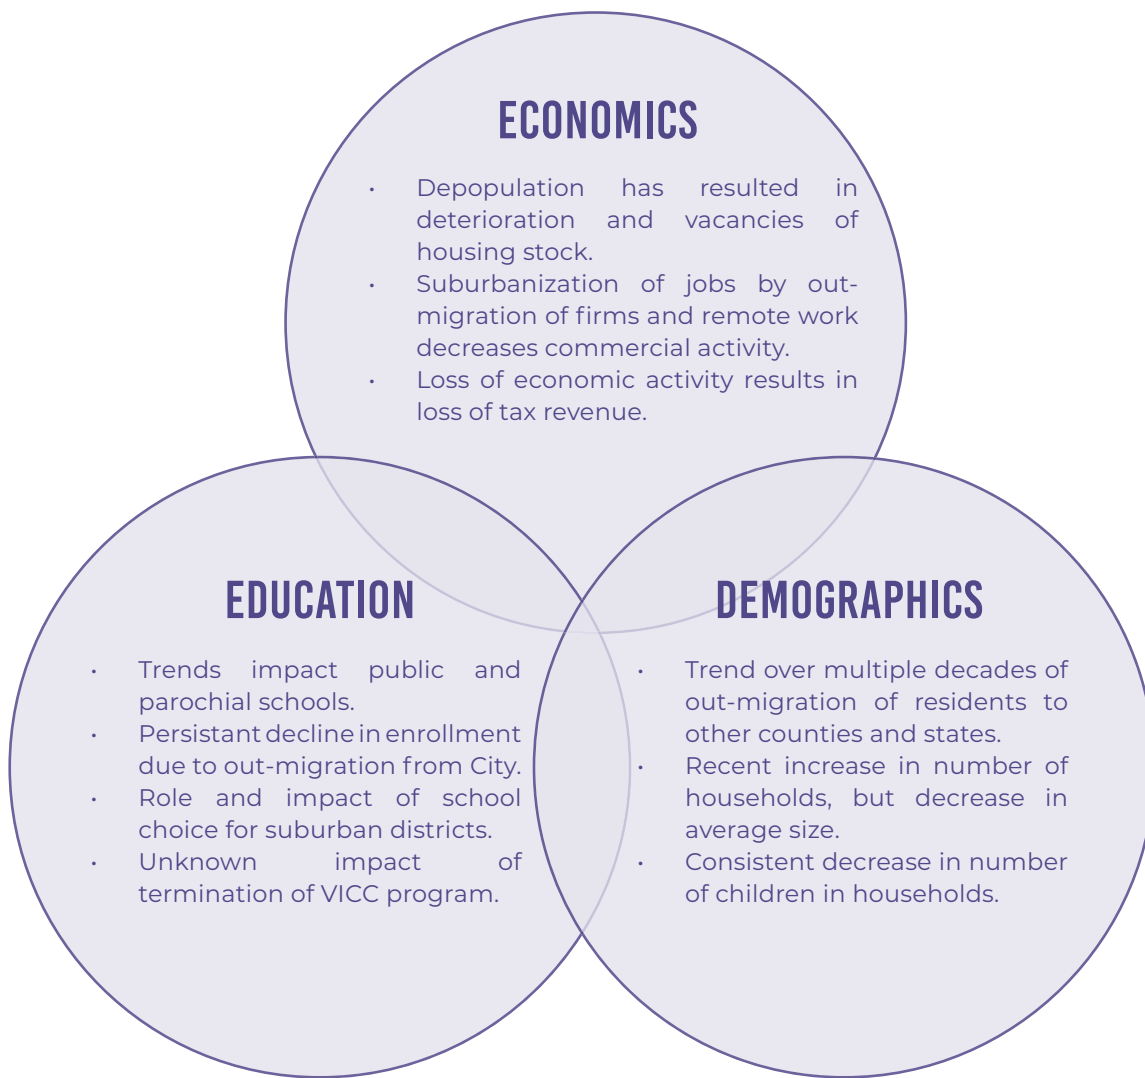 ECONOMICS
· Depopulation has resulted in
deterioration and vacancies of
housing stock.
· Suburbanization of jobs by out-
migration of firms and remote work
decreases commercial activity.
· Loss of economic activity results in
loss of tax revenue.
EDUCATION
· Trends impact public and
parochial schools.
· Persistant decline in enrollment
due to out-migration from City.
· Role and impact of school
choice for suburban districts.
· Unknown impact of
termination of VICC program.
DEMOGRAPHICS
· Trend over multiple decades of
out-migration of residents to
other counties and states.
· Recent increase in number of
households, but decrease in
average size.
· Consistent decrease in number
of children in households.